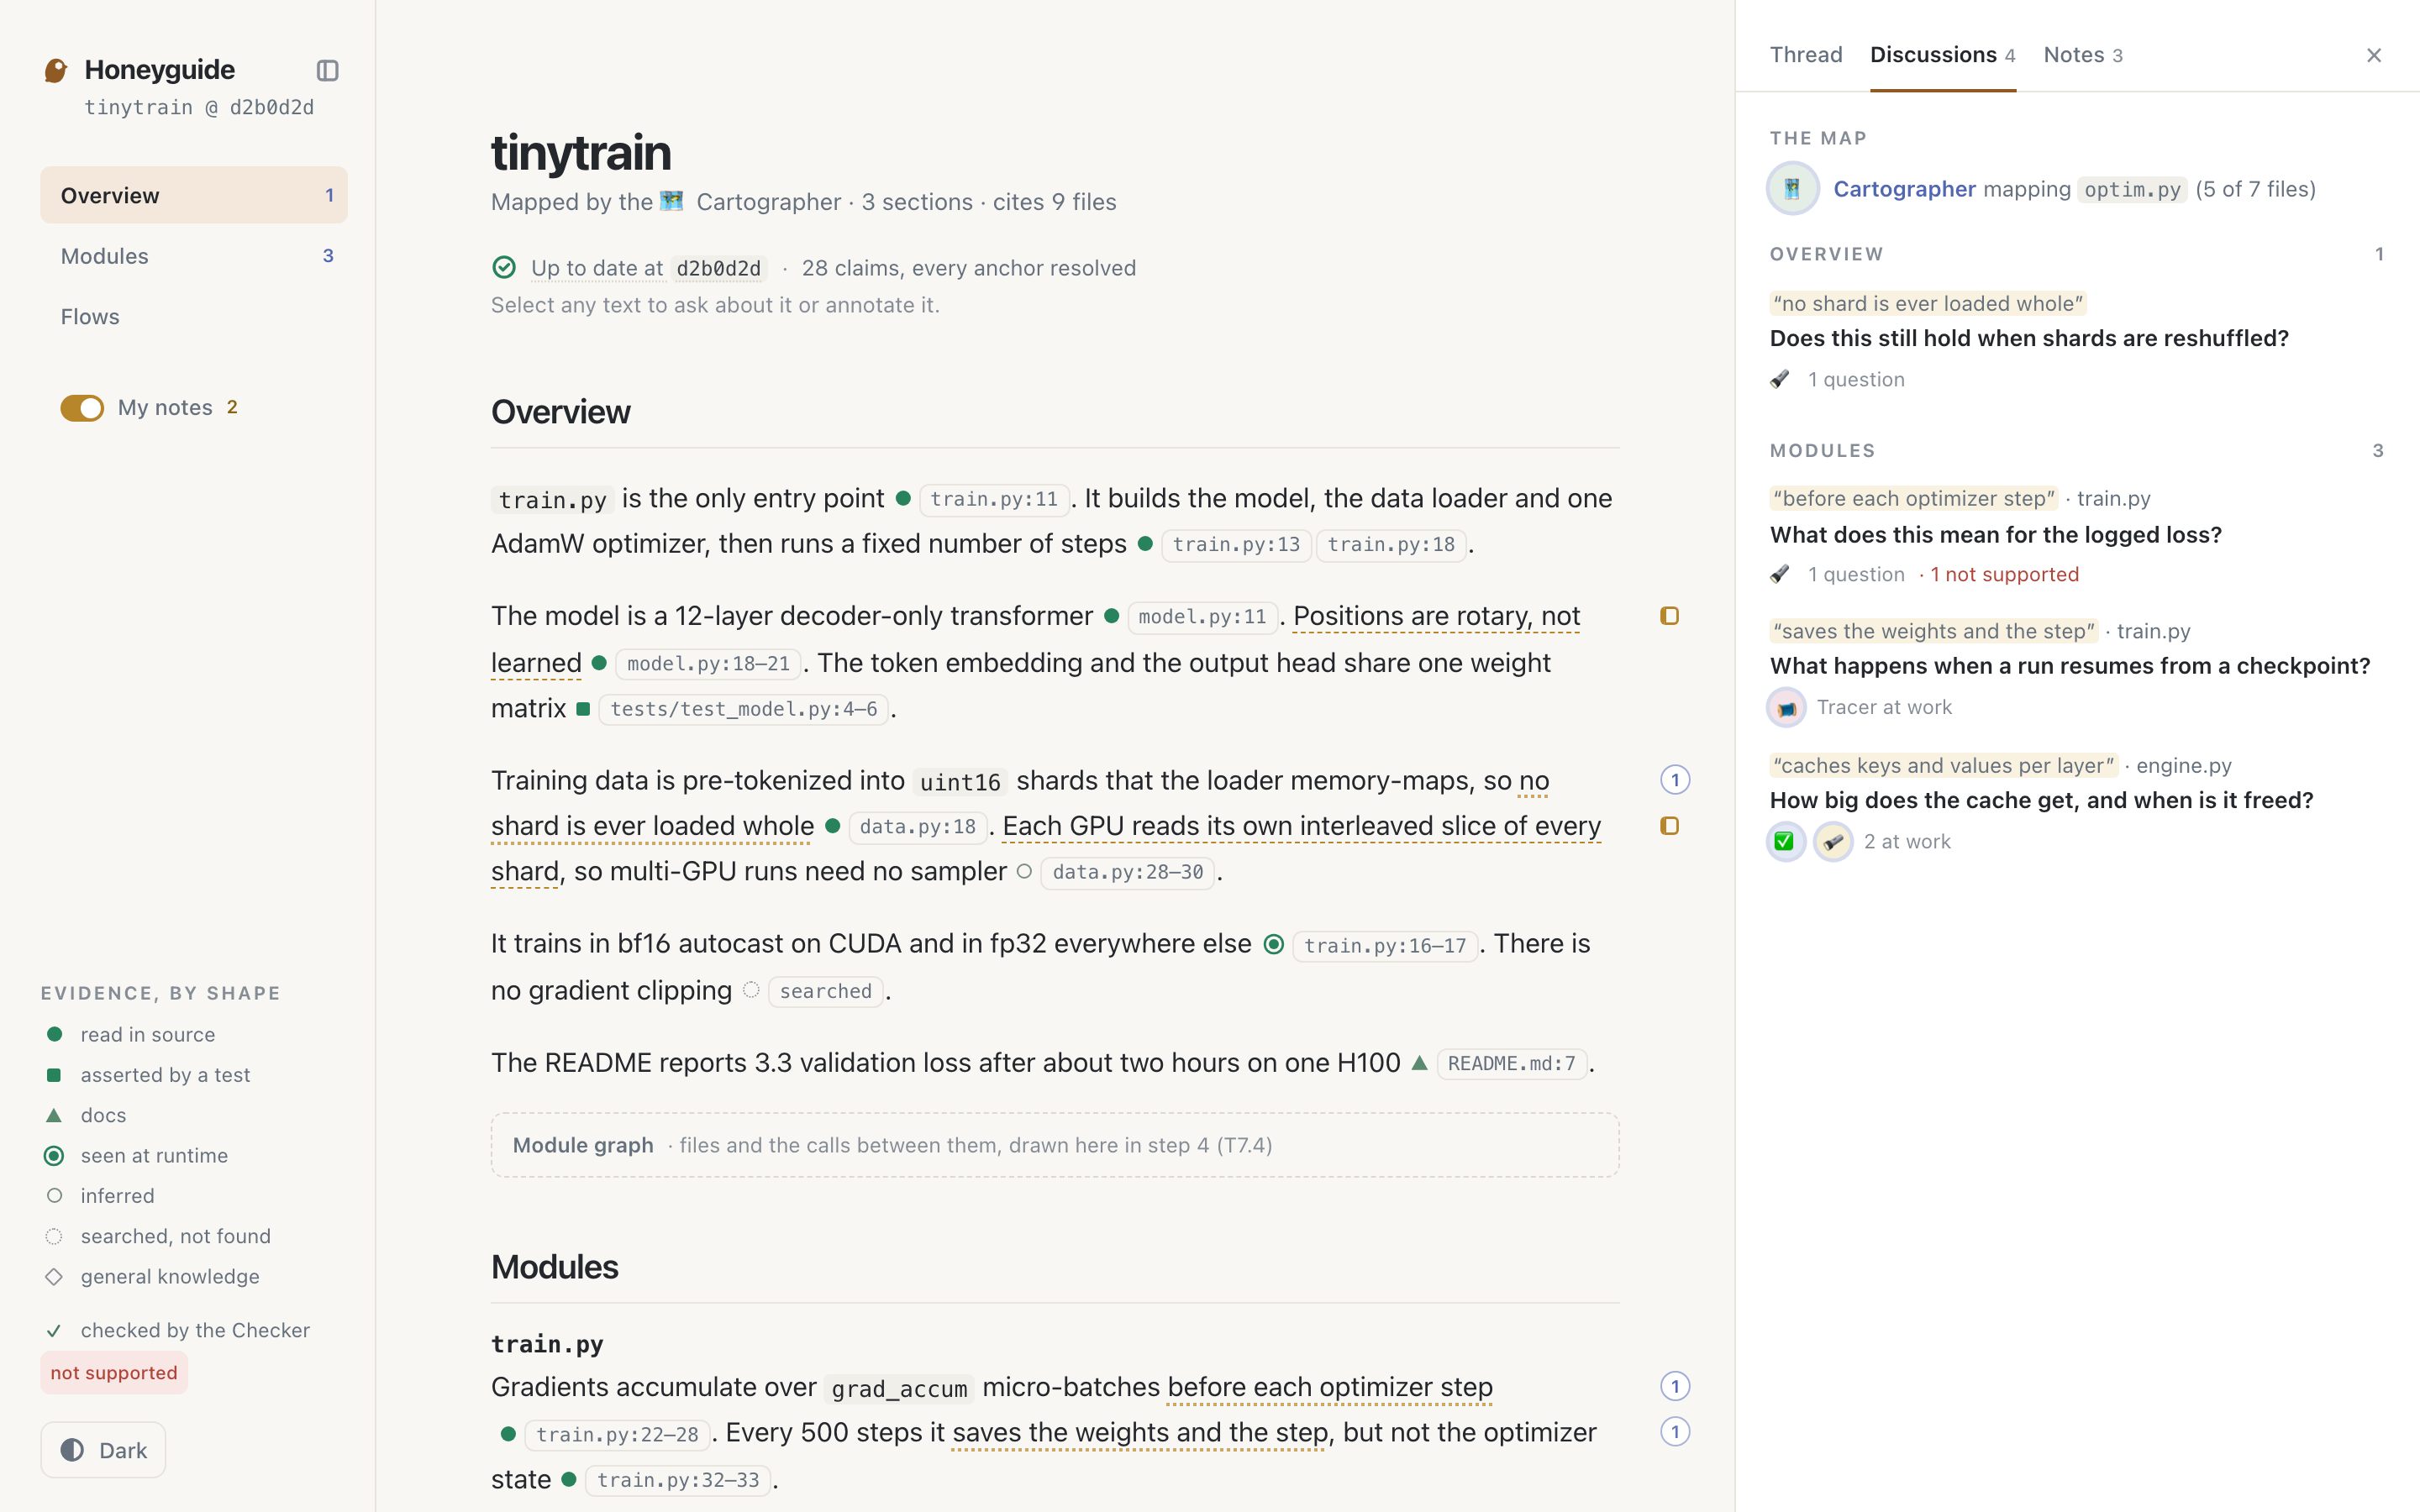 Honeyguide
tinytrain @ d2b0d2d
Overview 1
Modules 3
Flows
My notes 2
EVIDENCE, BY SHAPE
read in source
asserted by a test
docs
seen at runtime
inferred
searched, not found
general knowledge
checked by the Checker
not supported
Dark
tinytrain
Mapped by the Cartographer · 3 sections · cites 9 files
Up to date at d2b0d2d · 28 claims, every anchor resolved
Select any text to ask about it or annotate it.
Overview
train.py is the only entry point train.py:11. It builds the model, the data loader and one
AdamW optimizer, then runs a fixed number of steps train.py:13 train.py:18.
The model is a 12-layer decoder-only transformer model.py:11. Positions are rotary, not
learned model.py:18–21. The token embedding and the output head share one weight
matrix tests/test_model.py:4–6.
Training data is pre-tokenized into uint16 shards that the loader memory-maps, so no 1
shard is ever loaded whole data.py:18. Each GPU reads its own interleaved slice of every
shard, so multi-GPU runs need no sampler data.py:28–30.
It trains in bf16 autocast on CUDA and in fp32 everywhere else train.py:16–17. There is
no gradient clipping searched.
The README reports 3.3 validation loss after about two hours on one H100 README.md:7.
Module graph · files and the calls between them, drawn here in step 4 (T7.4)
Modules
train.py
Gradients accumulate over grad_accum micro-batches before each optimizer step 1
train.py:22–28. Every 500 steps it saves the weights and the step, but not the optimizer 1
state train.py:32–33.
Thread Discussions 4 Notes 3
THE MAP
Cartographer mapping optim.py (5 of 7 files)
OVERVIEW 1
“no shard is ever loaded whole”
Does this still hold when shards are reshuffled?
1 question
MODULES 3
“before each optimizer step” · train.py
What does this mean for the logged loss?
1 question · 1 not supported
“saves the weights and the step” · train.py
What happens when a run resumes from a checkpoint?
Tracer at work
“caches keys and values per layer” · engine.py
How big does the cache get, and when is it freed?
2 at work